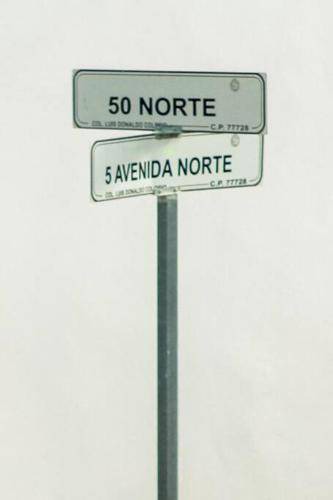 50 NORTE
COL. LUIS DONALDO COLOSIO
C.P. 77728
5 AVENIDA NORTE
COL. LUIS DONALDO COLOSIO
C.P. 77728